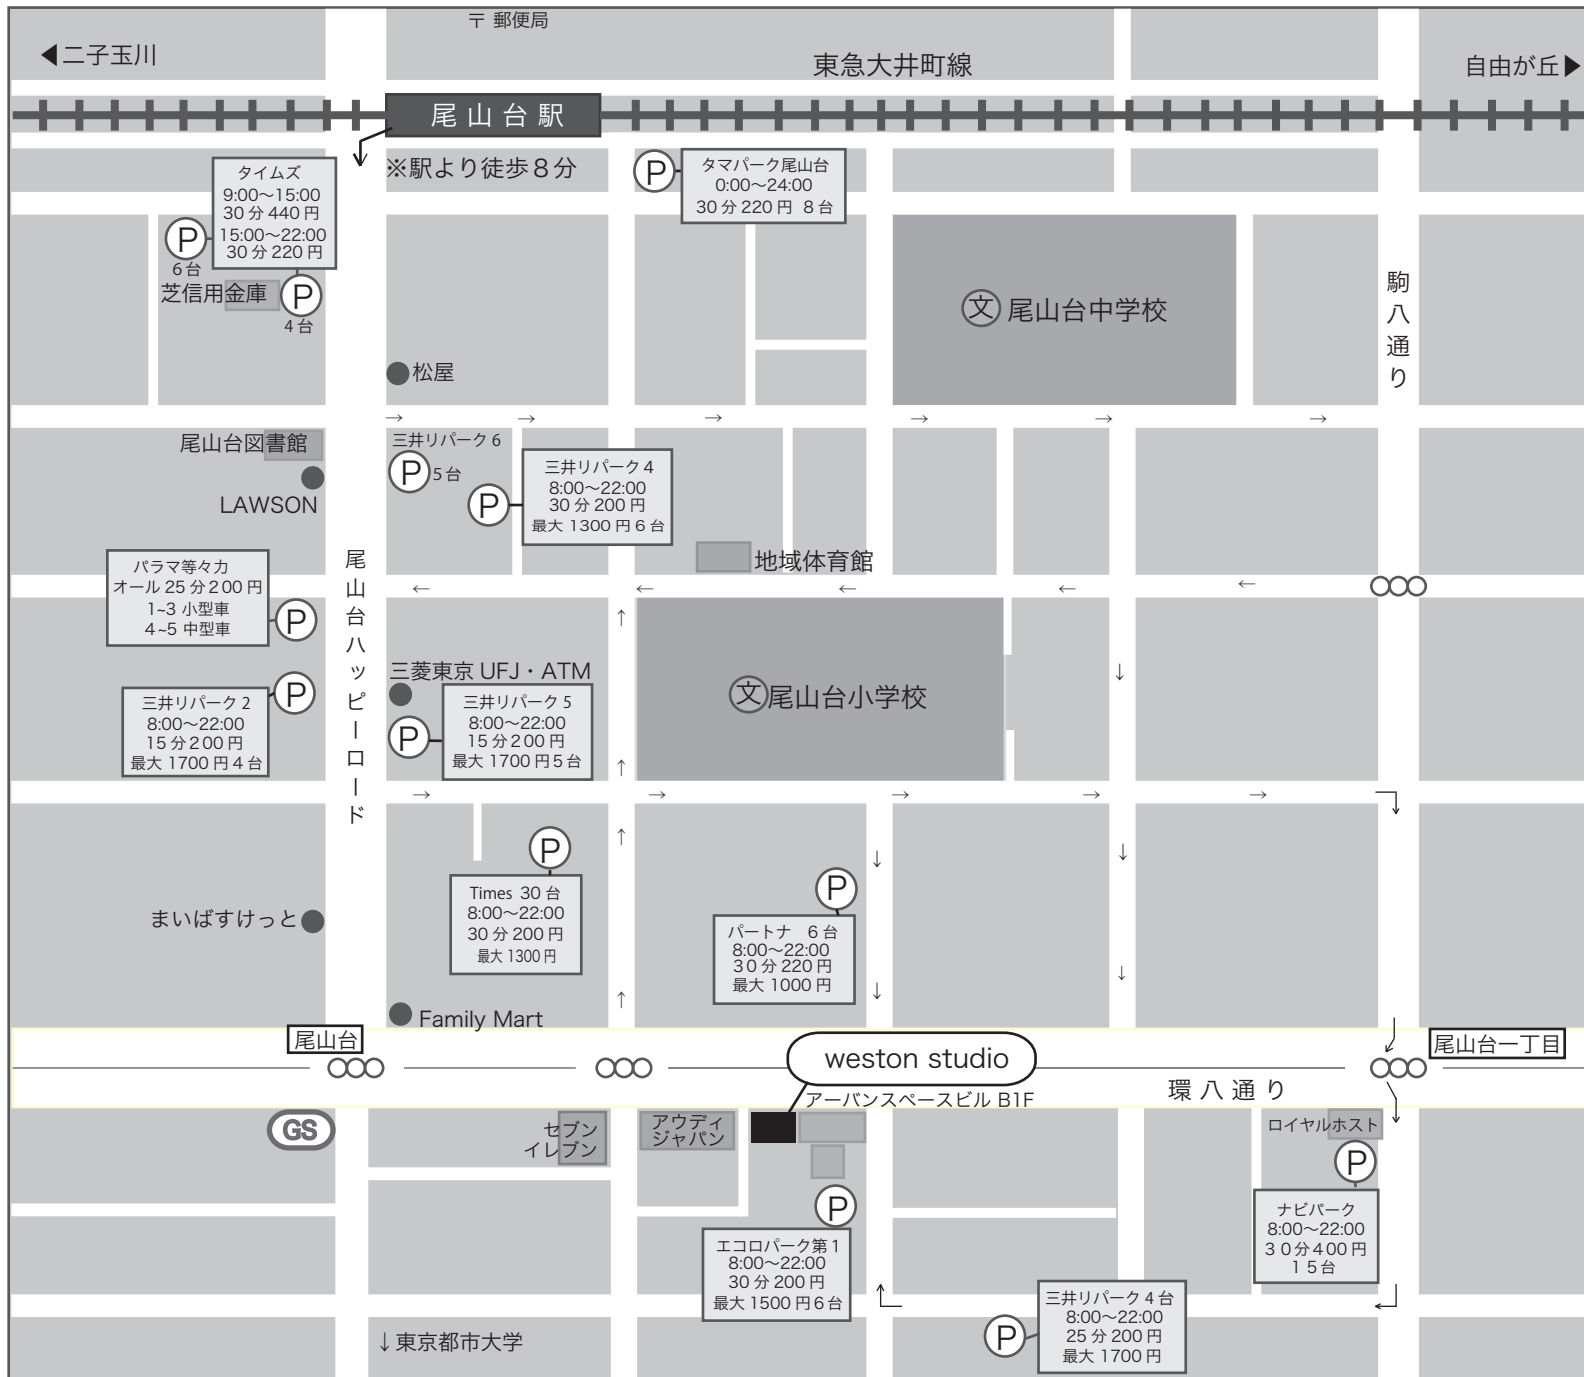 〒 郵便局
◀二子玉川
東急大井町線
自由が丘▶
尾山台駅
※駅より徒歩８分
タイムズ
9:00〜15:00
30分440円
15:00〜22:00
30分220円
P
6台
芝信用金庫
P
4台
P
タマパーク尾山台
0:00〜24:00
30分220円 8台
文 尾山台中学校
駒八通り
松屋
→ → → → → →
尾山台図書館
LAWSON
三井リパーク6
P 5台
P
三井リパーク4
8:00〜22:00
30分200円
最大1300円6台
地域体育館
← ← ← ← ←
尾山台ハッピーロード
パラマ等々力
オール25分200円
1~3 小型車
4~5 中型車
P
三井リパーク2
8:00〜22:00
15分200円
最大1700円4台
P
三菱東京UFJ・ATM
P
三井リパーク5
8:00〜22:00
15分200円
最大1700円5台
文 尾山台小学校
→ → → → →
まいばすけっと
P
Times 30台
8:00〜22:00
30分200円
最大1300円
P
パートナ　6台
8:00〜22:00
30分220円
最大1000円
Family Mart
尾山台
weston studio
尾山台一丁目
環八通り
アーバンスペースビル B1F
GS
セブン
イレブン
アウディ
ジャパン
ロイヤルホスト
P
ナビパーク
8:00〜22:00
30分400円
15台
P
エコロパーク第1
8:00〜22:00
30分200円
最大1500円6台
P
三井リパーク4台
8:00〜22:00
25分200円
最大1700円
↓東京都市大学